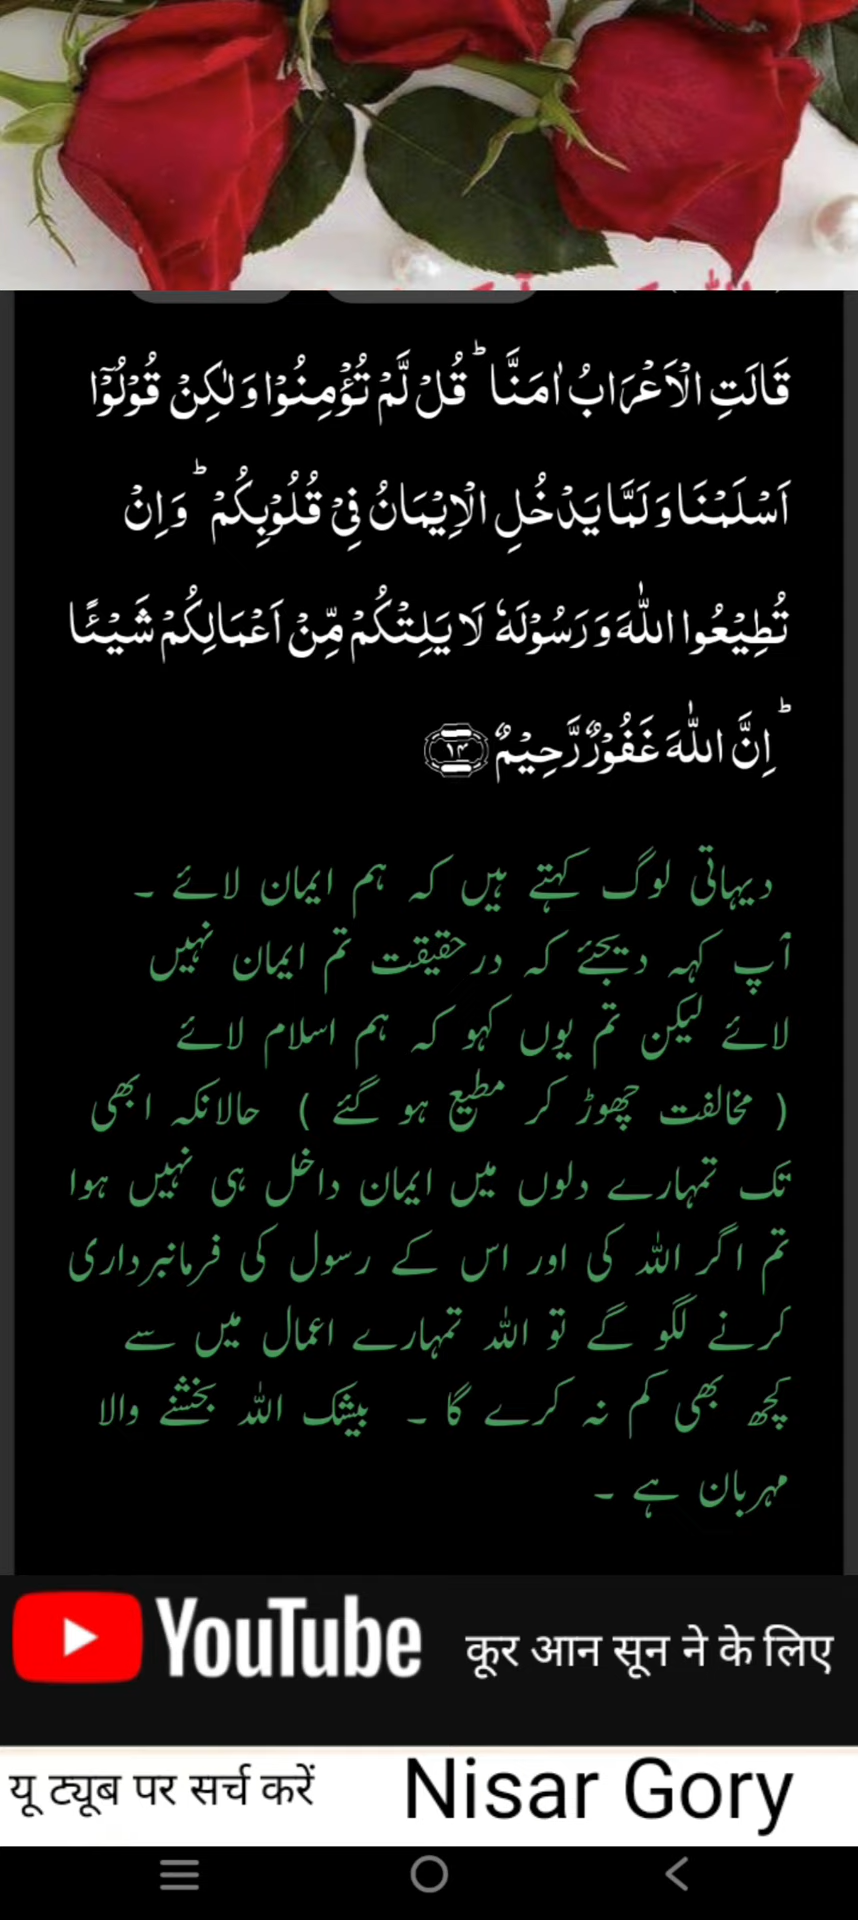 قَالَتِ الۡاَعۡرَابُ اٰمَنَّا ؕ قُلۡ لَّمۡ تُؤۡمِنُوۡا وَلٰكِنۡ قُوۡلُوۡۤا
اَسۡلَمۡنَا وَلَمَّا يَدۡخُلِ الۡاِيۡمَانُ فِىۡ قُلُوۡبِكُمۡ ؕ وَاِنۡ
تُطِيۡعُوا اللّٰهَ وَرَسُوۡلَهٗ لَا يَلِتۡكُمۡ مِّنۡ اَعۡمَالِكُمۡ شَيۡـًٔـا
ؕ اِنَّ اللّٰهَ غَفُوۡرٌ رَّحِيۡمٌ ۝۱۴
دیہاتی لوگ کہتے ہیں کہ ہم ایمان لائے ۔
آپ کہہ دیجئے کہ درحقیقت تم ایمان نہیں
لائے لیکن تم یوں کہو کہ ہم اسلام لائے
( مخالفت چھوڑ کر مطیع ہو گئے ) حالانکہ ابھی
تک تمہارے دلوں میں ایمان داخل ہی نہیں ہوا
تم اگر اللہ کی اور اس کے رسول کی فرمانبرداری
کرنے لگو گے تو اللہ تمہارے اعمال میں سے
کچھ بھی کم نہ کرے گا ۔ بیشک اللہ بخشنے والا
مہربان ہے ۔
YouTube कूर आन सून ने के लिए
यू ट्यूब पर सर्च करें Nisar Gory